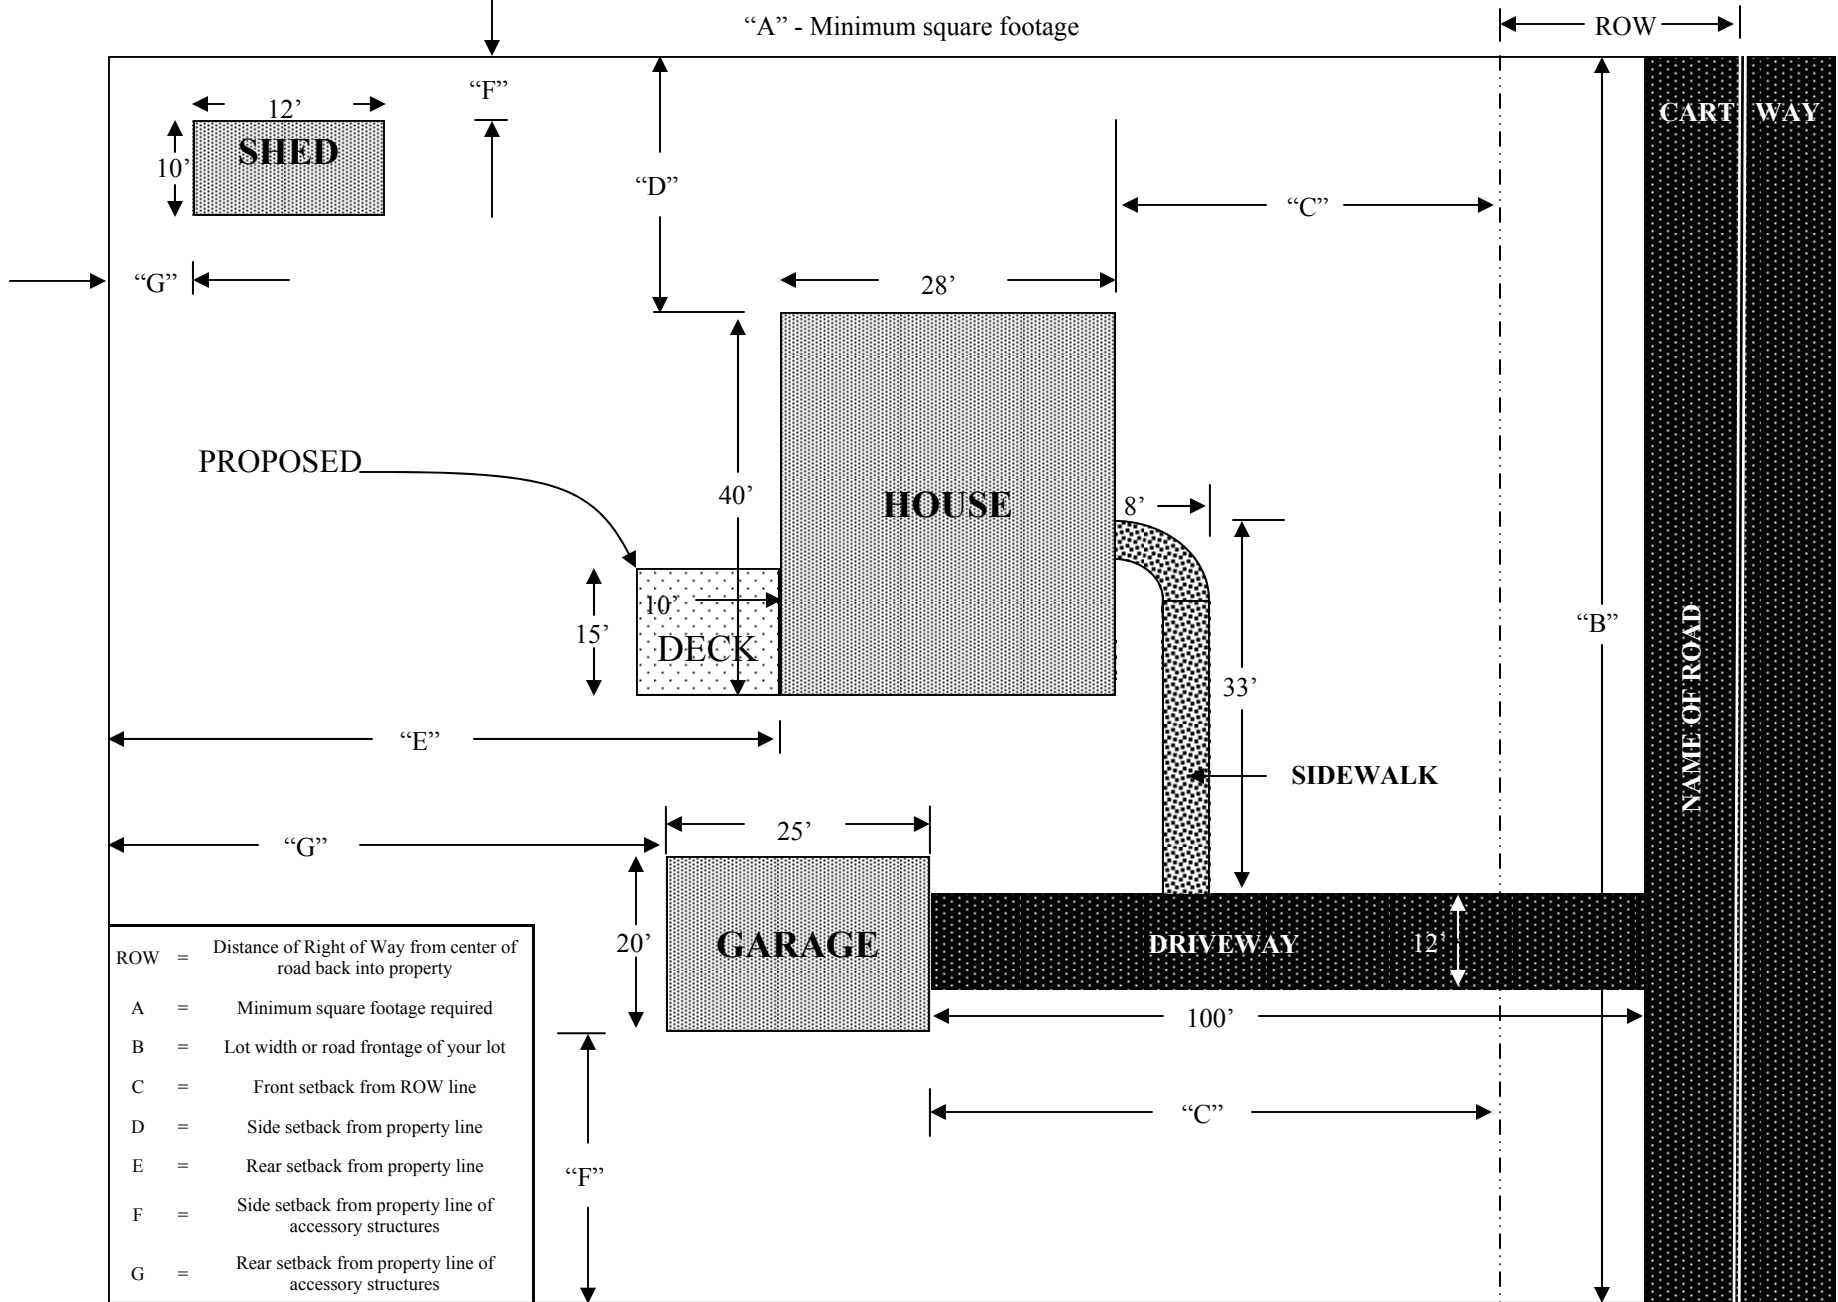 “A” - Minimum square footage
ROW
“F”
12’
CART WAY
SHED
10’
“D”
“C”
“G”
28’
PROPOSED
40’
HOUSE
8’
10’
15’
DECK
“B”
NAME OF ROAD
33’
“E”
SIDEWALK
25’
“G”
20’
GARAGE
DRIVEWAY
12’
100’
“C”
“F”
ROW = Distance of Right of Way from center of
road back into property
A = Minimum square footage required
B = Lot width or road frontage of your lot
C = Front setback from ROW line
D = Side setback from property line
E = Rear setback from property line
F = Side setback from property line of
accessory structures
G = Rear setback from property line of
accessory structures